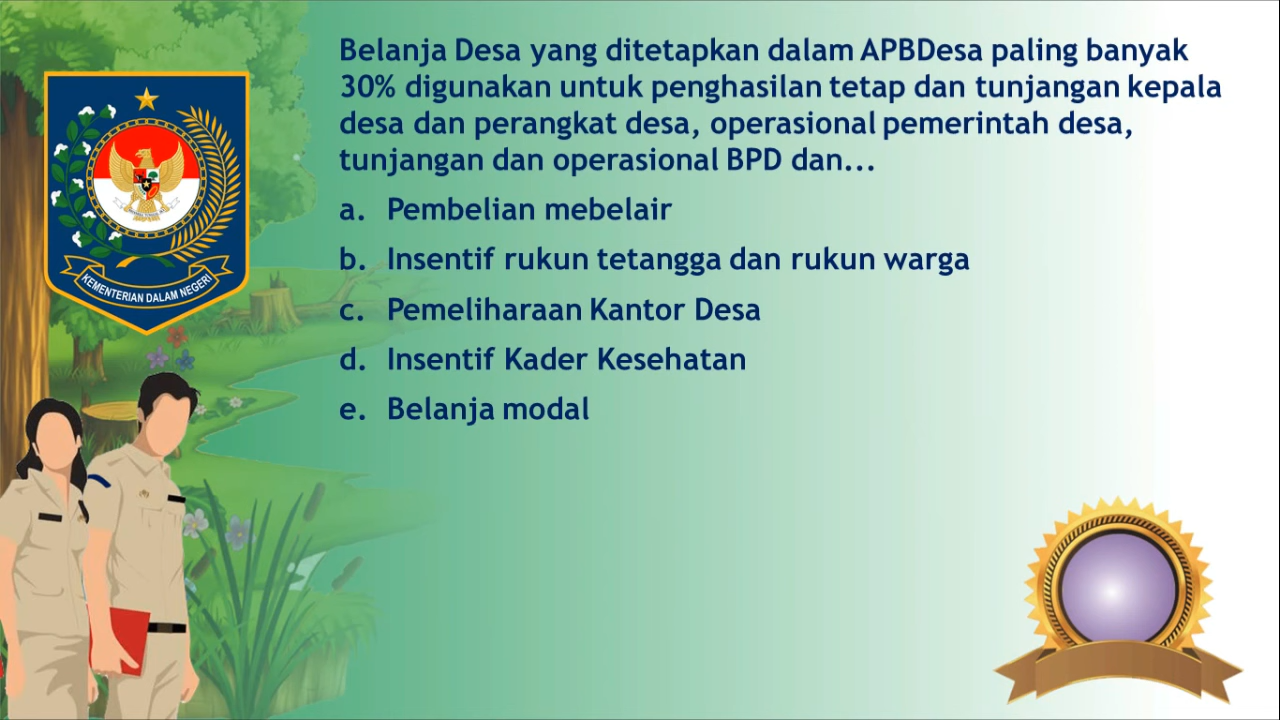 Belanja Desa yang ditetapkan dalam APBDesa paling banyak
30% digunakan untuk penghasilan tetap dan tunjangan kepala
desa dan perangkat desa, operasional pemerintah desa,
tunjangan dan operasional BPD dan...
a. Pembelian mebelair
b. Insentif rukun tetangga dan rukun warga
c. Pemeliharaan Kantor Desa
d. Insentif Kader Kesehatan
e. Belanja modal
KEMENTERIAN DALAM NEGERI